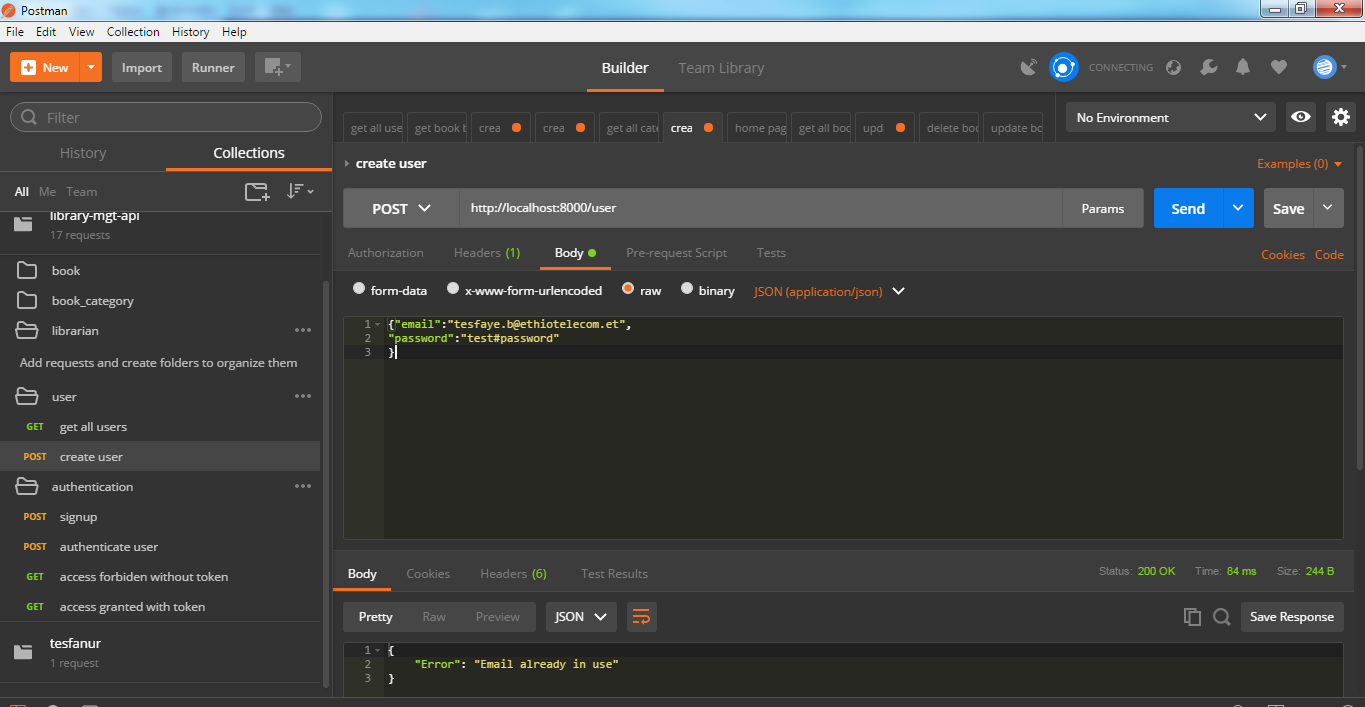 Postman
File Edit View Collection History Help
New Import Runner Builder Team Library CONNECTING
Filter
History Collections
All Me Team
library-mgt-api
17 requests
book
book_category
librarian
Add requests and create folders to organize them
user
GET get all users
POST create user
authentication
POST signup
POST authenticate user
GET access forbiden without token
GET access granted with token
tesfanur
1 request
get all use get book b crea crea get all cate crea home pag get all boo upd delete boo update bo
No Environment
create user Examples (0)
POST http://localhost:8000/user Params Send Save
Authorization Headers (1) Body Pre-request Script Tests Cookies Code
form-data x-www-form-urlencoded raw binary JSON (application/json)
1 {"email":"tesfaye.b@ethiotelecom.et",
2 "password":"test#password"
3 }
Body Cookies Headers (6) Test Results Status: 200 OK Time: 84 ms Size: 244 B
Pretty Raw Preview JSON Save Response
1 {
2 "Error": "Email already in use"
3 }